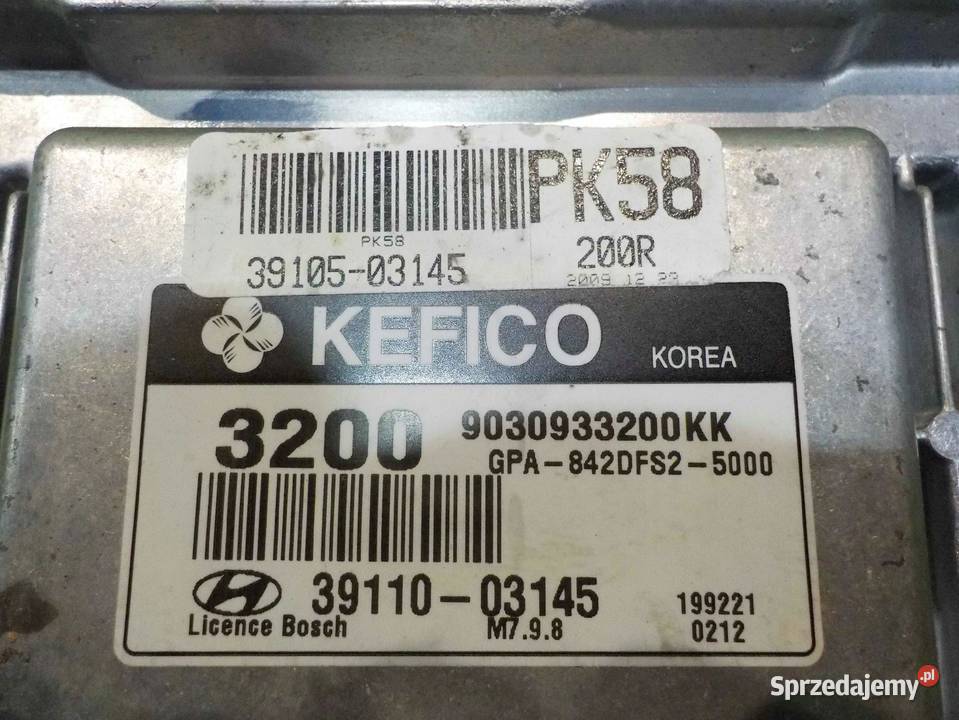 PK58
PK58
39105-03145
200R
2009.12.23
KEFICO
KOREA
3200
9030933200KK
GPA-842DFS2-5000
39110-03145
199221
Licence Bosch
M7.9.8
0212
Sprzedajemy.pl